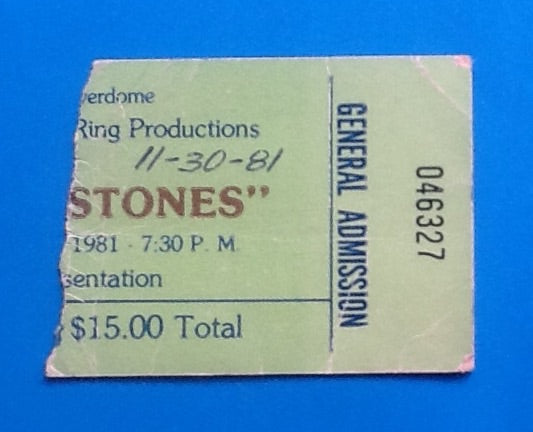 verdome
Ring Productions
11-30-81
STONES"
1981 · 7:30 P. M.
sentation
$15.00 Total
GENERAL ADMISSION
046327